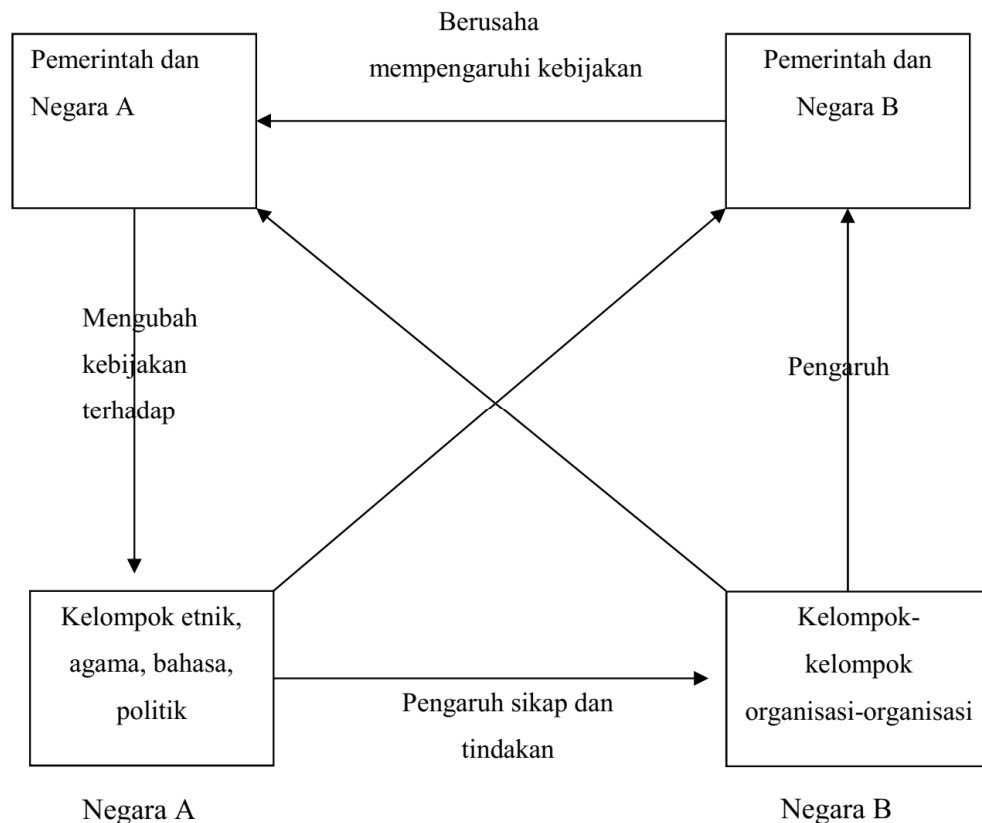 Berusaha
mempengaruhi kebijakan
Pemerintah dan
Negara A
Pemerintah dan
Negara B
Mengubah
kebijakan
terhadap
Pengaruh
Kelompok etnik,
agama, bahasa,
politik
Pengaruh sikap dan
tindakan
Kelompok-
kelompok
organisasi-organisasi
Negara A
Negara B